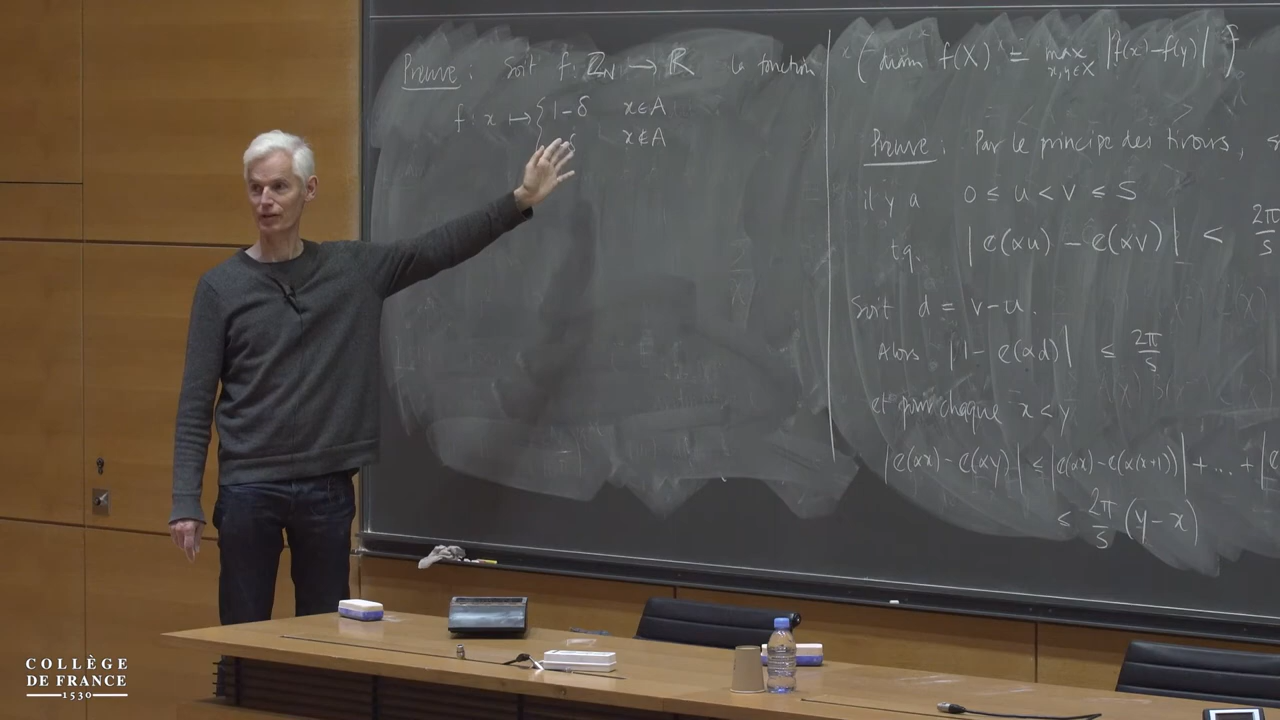 Preuve : Soit f : ℤ_N → ℝ la fonction
f : x ↦ { 1-δ x ∈ A
x ∉ A
( diam f(X) = max_{x,y∈X} |f(x)-f(y)| )
Preuve : Par le principe des tiroirs,
il y a 0 ≤ u < v ≤ S
tq. |e(αu) - e(αv)| < 2π/s
Soit d = v-u.
Alors |1 - e(αd)| ≤ 2π/s
et pour chaque x < y
|e(αx) - e(αy)| ≤ |e(αx) - e(α(x+1))| + ... + |e
≤ 2π/s (y-x)
COLLÈGE
DE FRANCE
1530